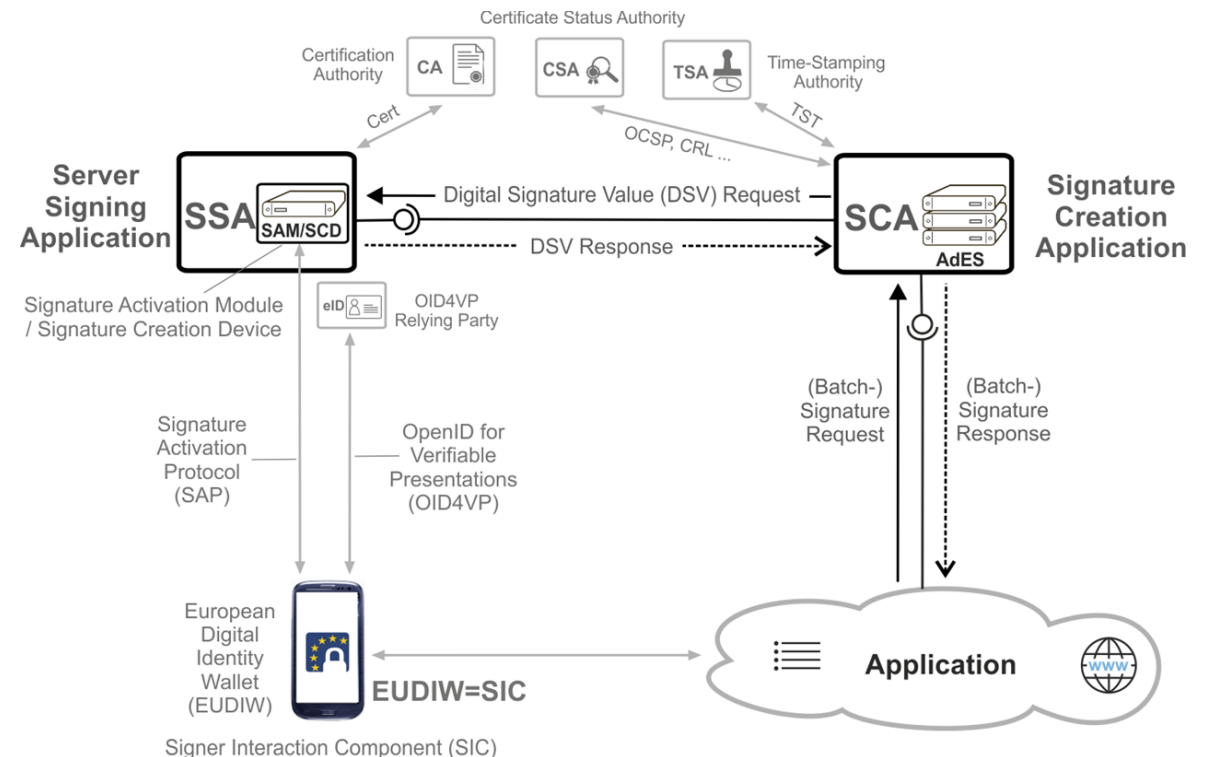 Certificate Status Authority
Certification
Authority
CA
CSA
TSA
Time-Stamping
Authority
Cert
OCSP, CRL ...
TST
Server
Signing
Application
SSA
SAM/SCD
Digital Signature Value (DSV) Request
DSV Response
SCA
AdES
Signature
Creation
Application
Signature Activation Module
/ Signature Creation Device
eID
OID4VP
Relying Party
(Batch-)
Signature
Request
(Batch-)
Signature
Response
Signature
Activation
Protocol
(SAP)
OpenID for
Verifiable
Presentations
(OID4VP)
European
Digital
Identity
Wallet
(EUDIW)
EUDIW=SIC
Application
www
Signer Interaction Component (SIC)